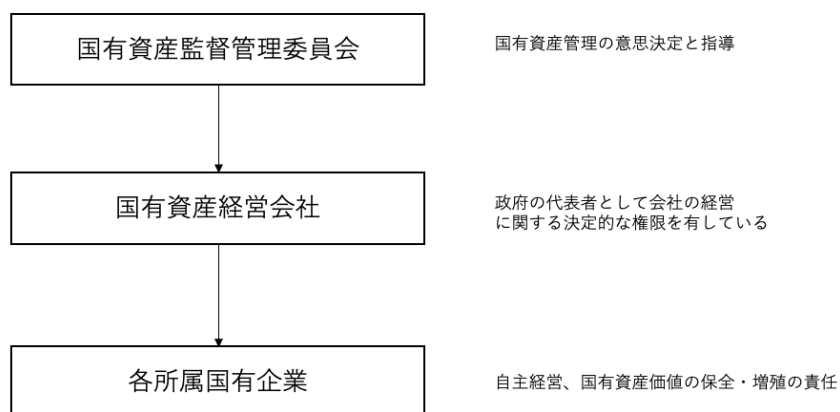 国有資産監督管理委員会
国有資産管理の意思決定と指導
国有資産経営会社
政府の代表者として会社の経営
に関する決定的な権限を有している
各所属国有企業
自主経営、国有資産価値の保全・増殖の責任